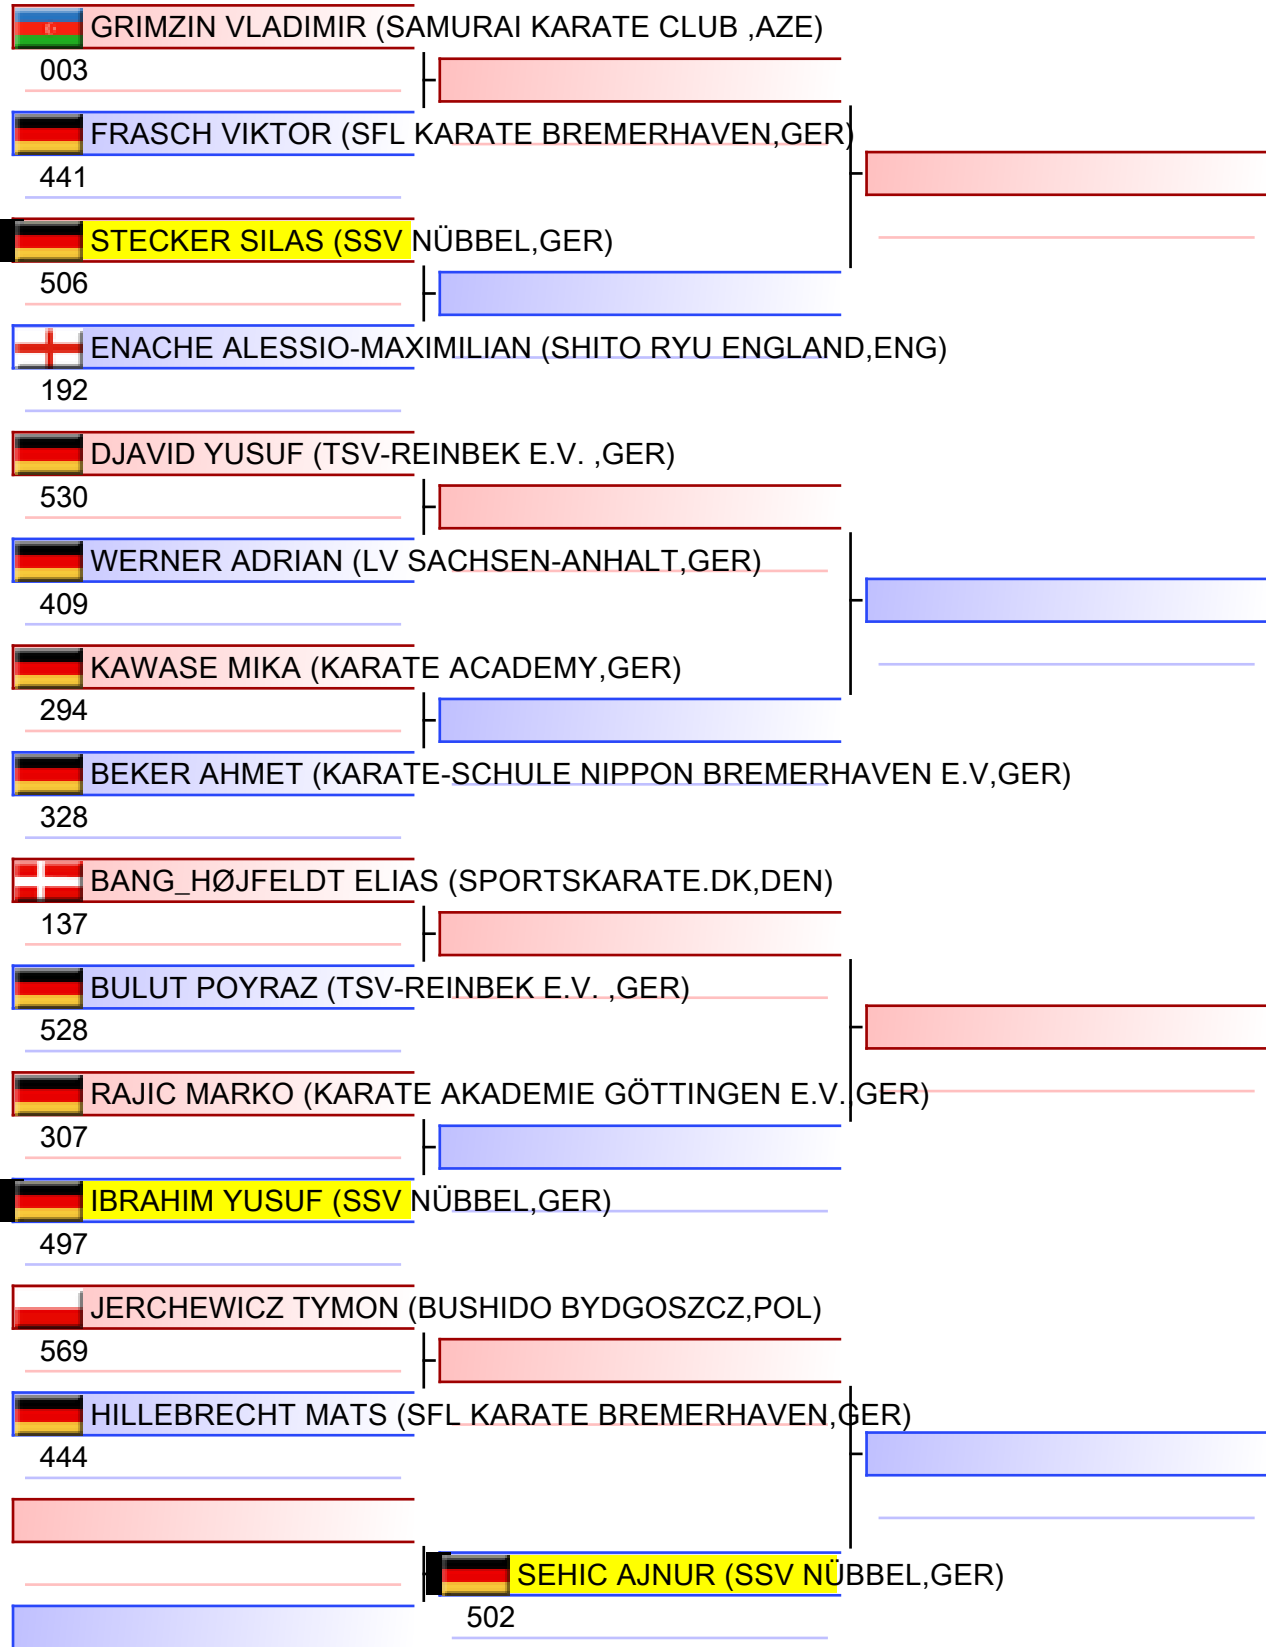 GRIMZIN VLADIMIR (SAMURAI KARATE CLUB ,AZE)
003
FRASCH VIKTOR (SFL KARATE BREMERHAVEN,GER)
441
STECKER SILAS (SSV NÜBBEL,GER)
506
ENACHE ALESSIO-MAXIMILIAN (SHITO RYU ENGLAND,ENG)
192
DJAVID YUSUF (TSV-REINBEK E.V. ,GER)
530
WERNER ADRIAN (LV SACHSEN-ANHALT,GER)
409
KAWASE MIKA (KARATE ACADEMY,GER)
294
BEKER AHMET (KARATE-SCHULE NIPPON BREMERHAVEN E.V,GER)
328
BANG_HØJFELDT ELIAS (SPORTSKARATE.DK,DEN)
137
BULUT POYRAZ (TSV-REINBEK E.V. ,GER)
528
RAJIC MARKO (KARATE AKADEMIE GÖTTINGEN E.V.,GER)
307
IBRAHIM YUSUF (SSV NÜBBEL,GER)
497
JERCHEWICZ TYMON (BUSHIDO BYDGOSZCZ,POL)
569
HILLEBRECHT MATS (SFL KARATE BREMERHAVEN,GER)
444
SEHIC AJNUR (SSV NÜBBEL,GER)
502